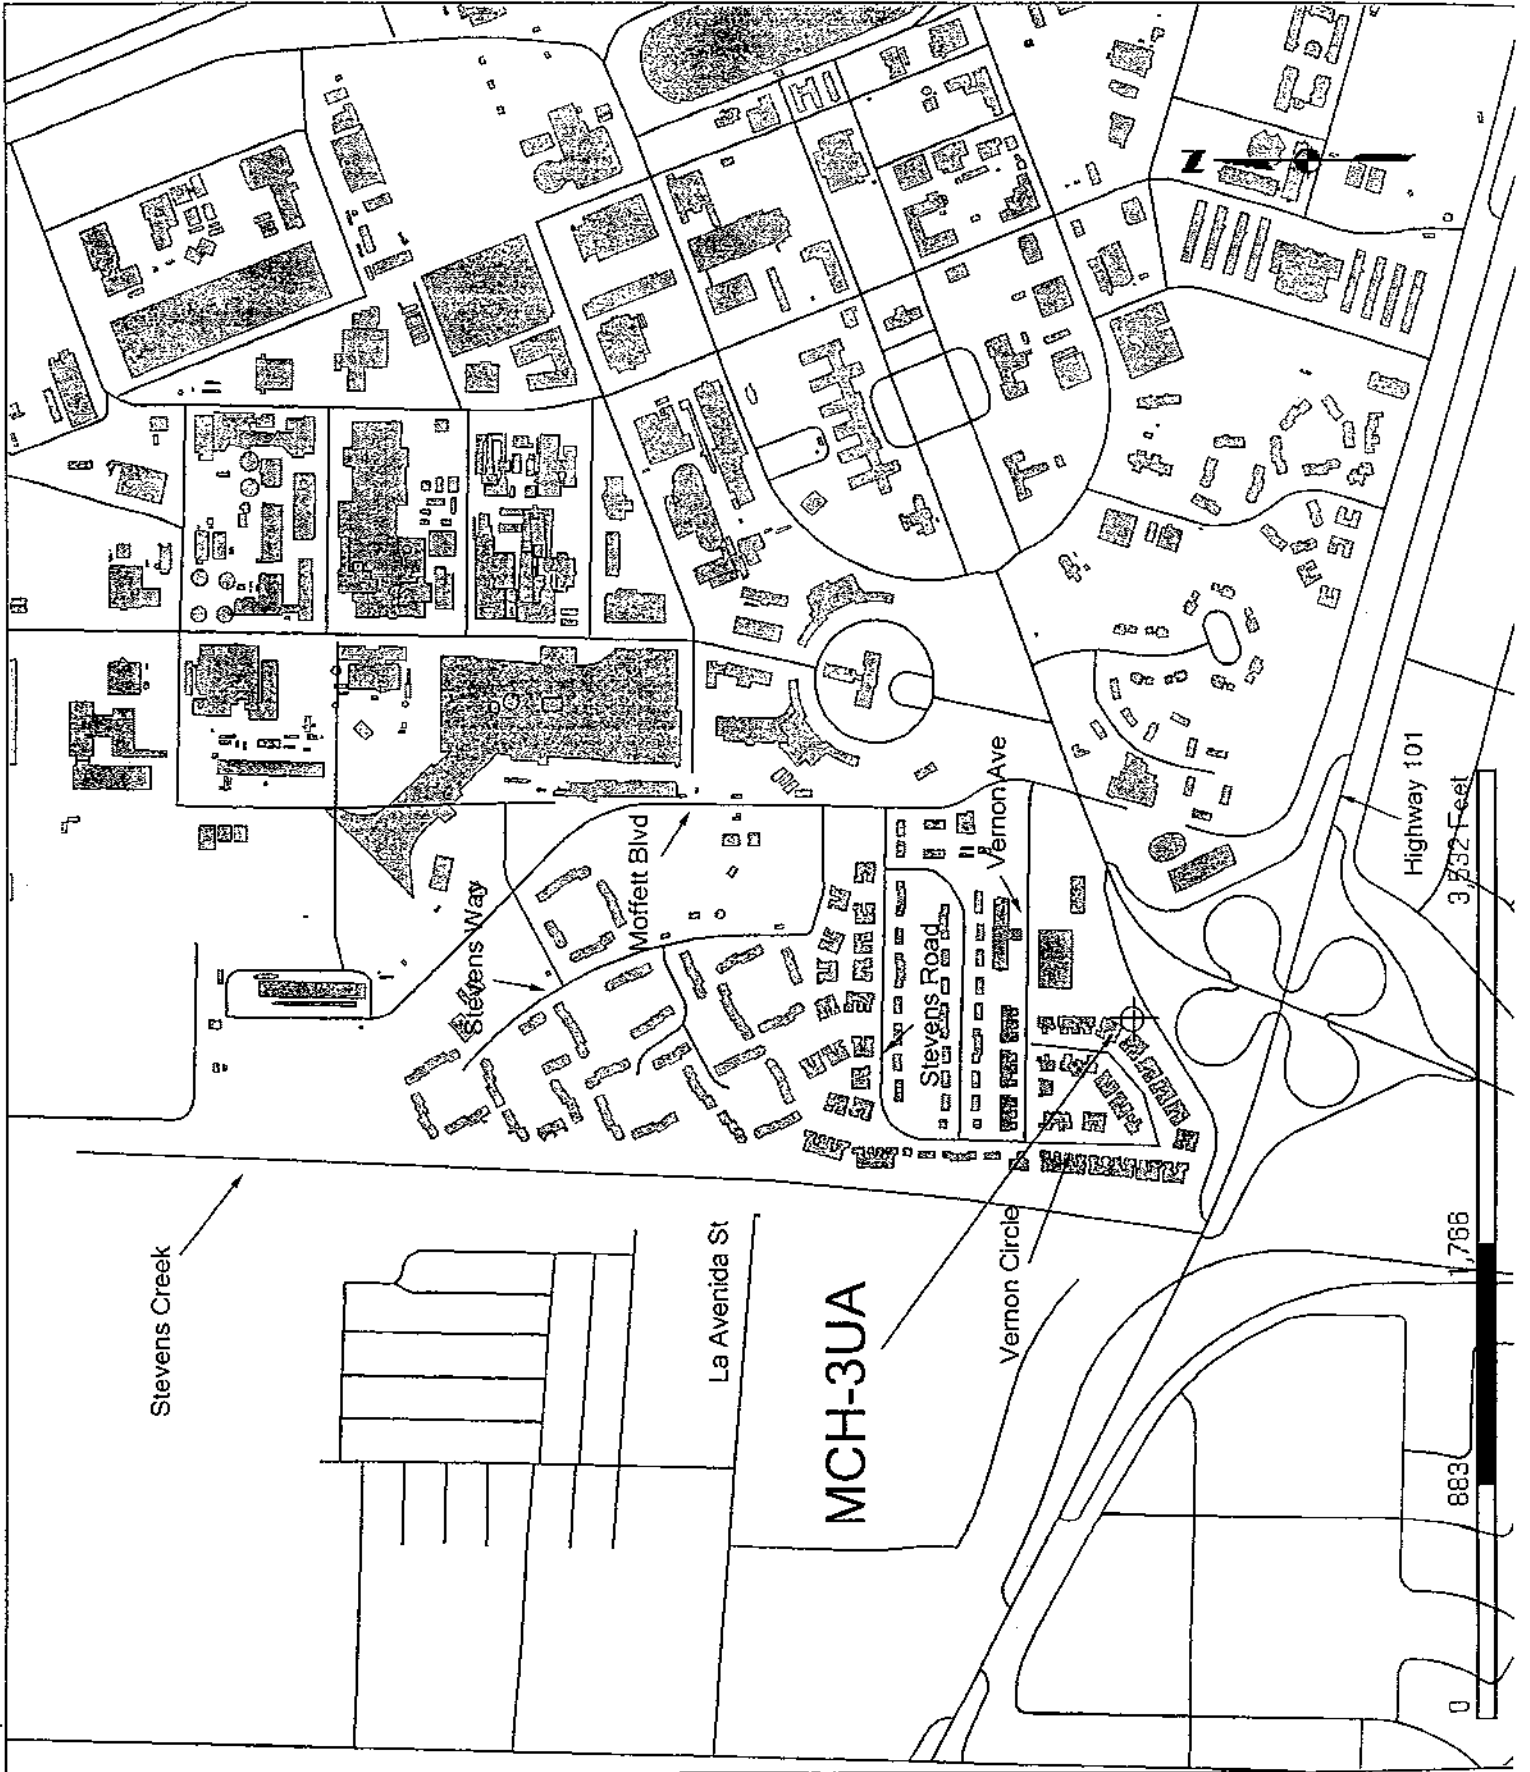 Stevens Creek
La Avenida St
MCH-3UA
Vernon Circle
Stevens Way
Moffett Blvd
Stevens Road
Vernon Ave
Highway 101
N
0
883
1,766
3,532 Feet